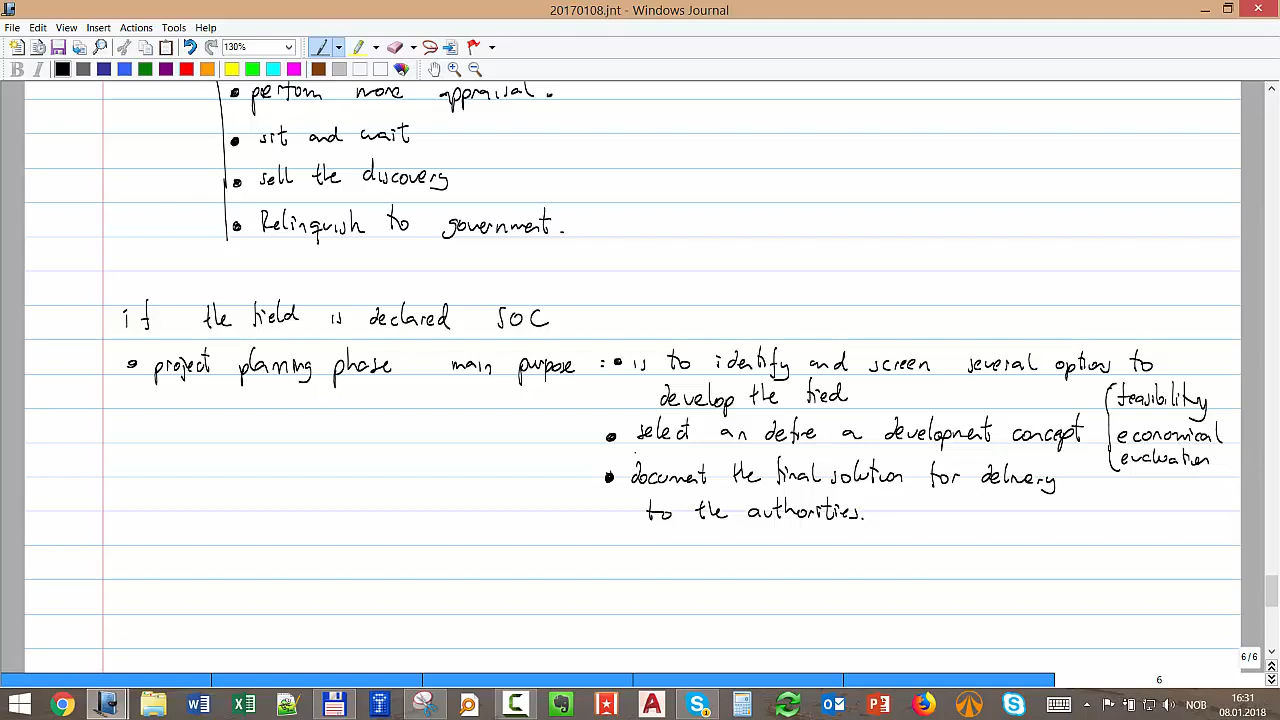 20170108.jnt - Windows Journal
File Edit View Insert Actions Tools Help
130%
B I
• perform more appraisal.
• sit and wait
• sell the discovery
• Relinquish to government.
if the field is declared SOC
• project planning phase main purpose : • is to identify and screen several options to
develop the fied
feasibility
• select an define a development concept
economical
evaluation
• document the final solution for delivery
to the authorities.
6/6
6
16:31
NOB
08.01.2018